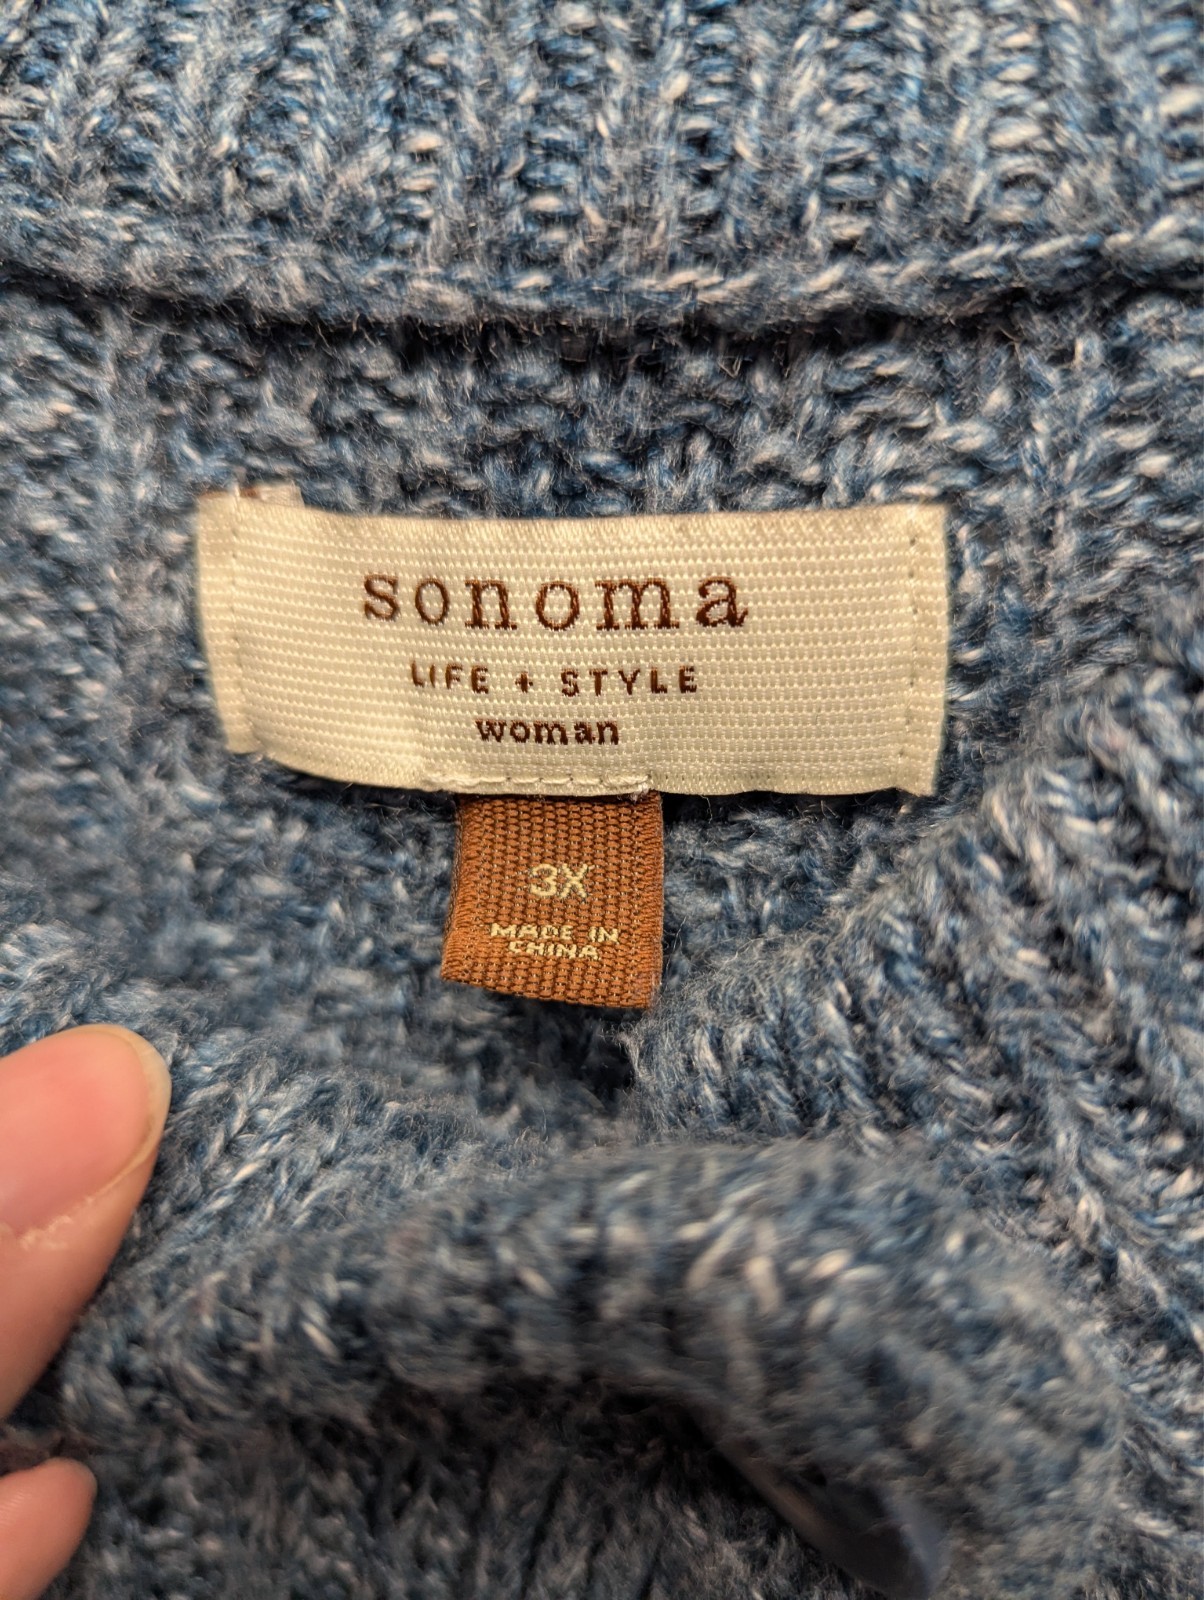 sonoma
LIFE + STYLE
woman
3X
MADE IN
CHINA